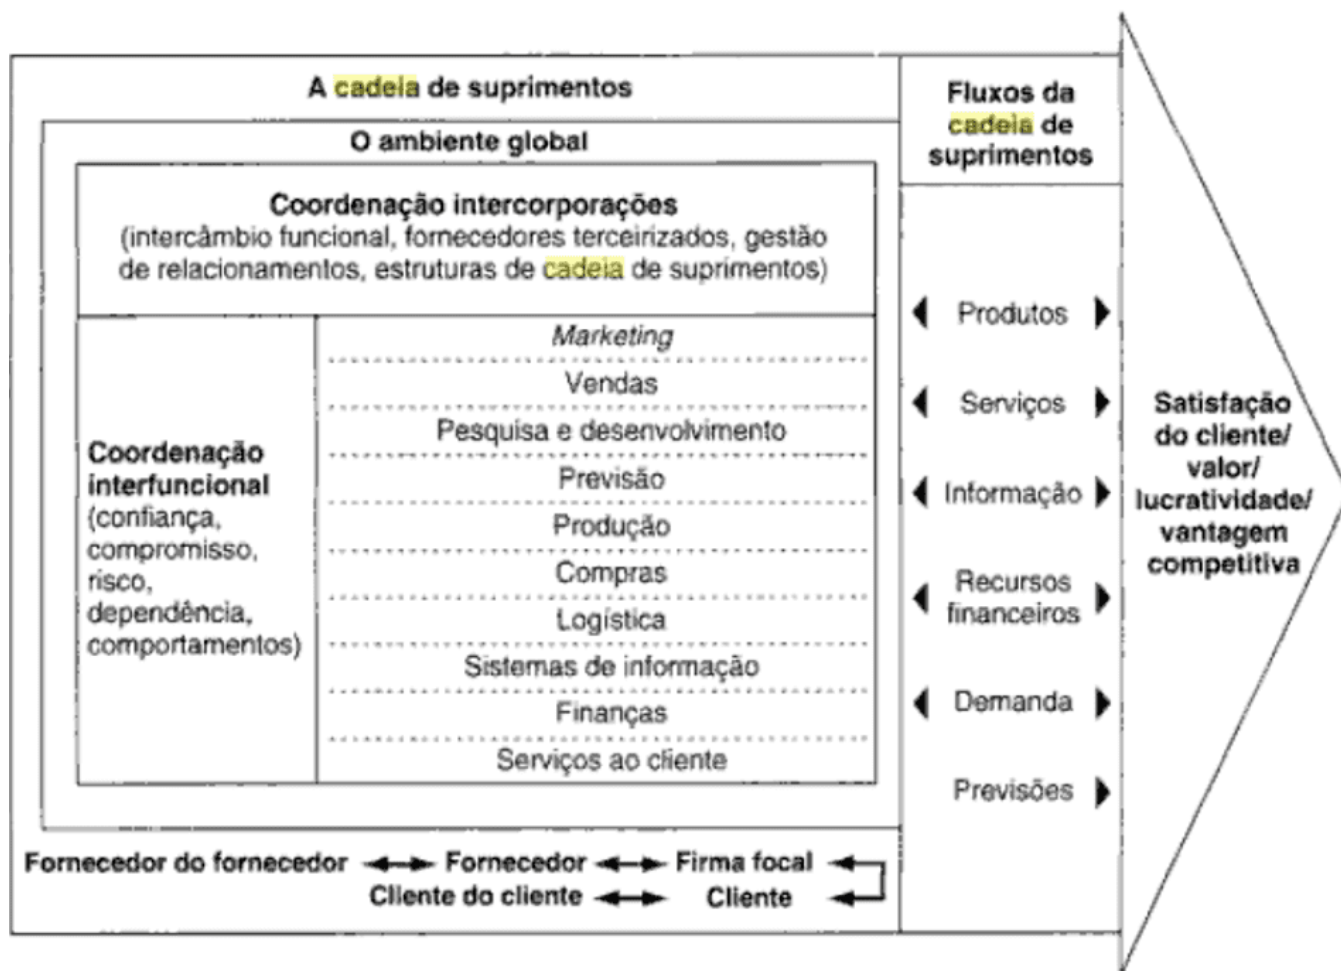 A cadeia de suprimentos
O ambiente global
Coordenação intercorporações
(intercâmbio funcional, fornecedores terceirizados, gestão
de relacionamentos, estruturas de cadeia de suprimentos)
Coordenação
interfuncional
(confiança,
compromisso,
risco,
dependência,
comportamentos)
Marketing
Vendas
Pesquisa e desenvolvimento
Previsão
Produção
Compras
Logística
Sistemas de informação
Finanças
Serviços ao cliente
Fornecedor do fornecedor Fornecedor Firma focal
Cliente do cliente Cliente
Fluxos da
cadeia de
suprimentos
Produtos
Serviços
Informação
Recursos
financeiros
Demanda
Previsões
Satisfação
do cliente/
valor/
lucratividade/
vantagem
competitiva